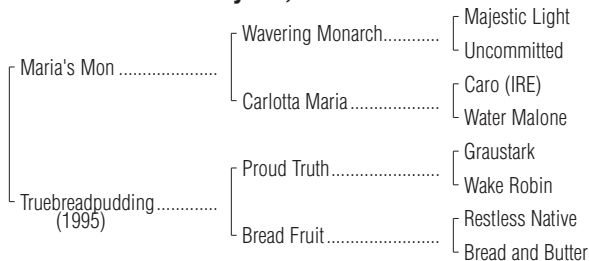 Majestic Light
Wavering Monarch............
Uncommitted
Maria's Mon .....................
Caro (IRE)
Carlotta Maria...................
Water Malone
Graustark
Proud Truth.......................
Wake Robin
Truebreadpudding.............
(1995)
Restless Native
Bread Fruit........................
Bread and Butter